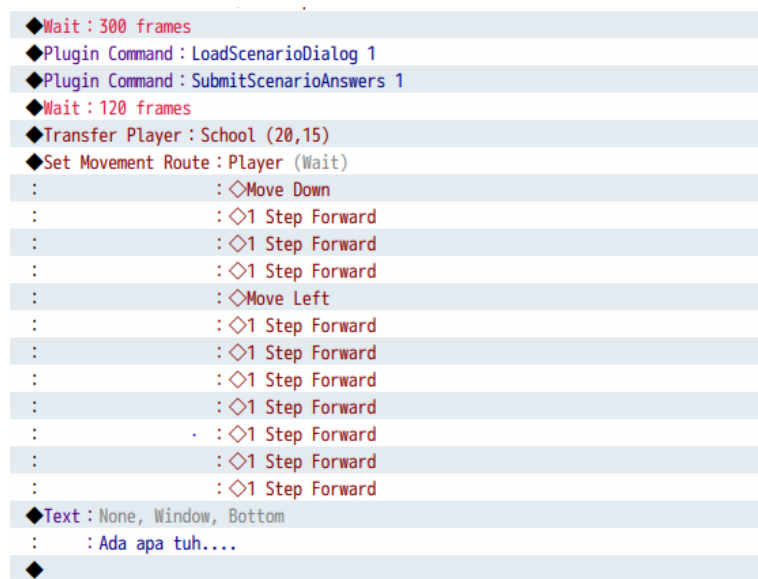 ◆Wait：300 frames
◆Plugin Command：LoadScenarioDialog 1
◆Plugin Command：SubmitScenarioAnswers 1
◆Wait：120 frames
◆Transfer Player：School (20,15)
◆Set Movement Route：Player (Wait)
：　　　　　　　：◇Move Down
：　　　　　　　：◇1 Step Forward
：　　　　　　　：◇1 Step Forward
：　　　　　　　：◇1 Step Forward
：　　　　　　　：◇Move Left
：　　　　　　　：◇1 Step Forward
：　　　　　　　：◇1 Step Forward
：　　　　　　　：◇1 Step Forward
：　　　　　　　：◇1 Step Forward
：　　　　　　　：◇1 Step Forward
：　　　　　　　：◇1 Step Forward
：　　　　　　　：◇1 Step Forward
◆Text：None, Window, Bottom
：　　：Ada apa tuh....
◆